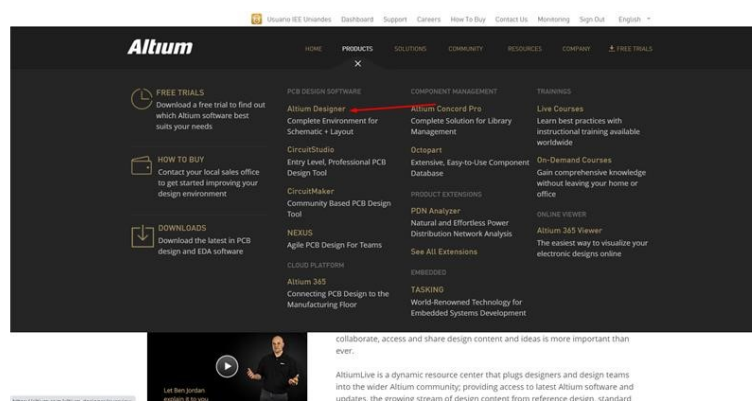 Usuario IEE Uniandes Dashboard Support Careers How To Buy Contact Us Monitoring Sign Out English
Altium
HOME PRODUCTS SOLUTIONS COMMUNITY RESOURCES COMPANY FREE TRIALS
FREE TRIALS
Download a free trial to find out
which Altium software best
suits your needs
HOW TO BUY
Contact your local sales office
to get started improving your
design environment
DOWNLOADS
Download the latest in PCB
design and EDA software
PCB DESIGN SOFTWARE
Altium Designer
Complete Environment for
Schematic + Layout
CircuitStudio
Entry Level, Professional PCB
Design Tool
CircuitMaker
Community Based PCB Design
Tool
NEXUS
Agile PCB Design For Teams
CLOUD PLATFORM
Altium 365
Connecting PCB Design to the
Manufacturing Floor
COMPONENT MANAGEMENT
Altium Concord Pro
Complete Solution for Library
Management
Octopart
Extensive, Easy-to-Use Component
Database
PRODUCT EXTENSIONS
PDN Analyzer
Natural and Effortless Power
Distribution Network Analysis
See All Extensions
EMBEDDED
TASKING
World-Renowned Technology for
Embedded Systems Development
TRAININGS
Live Courses
Learn best practices with
instructional training available
worldwide
On-Demand Courses
Gain comprehensive knowledge
without leaving your home or
office
ONLINE VIEWER
Altium 365 Viewer
The easiest way to visualize your
electronic designs online
Let Ben Jordan
explain it to you
collaborate, access and share design content and ideas is more important than
ever.
AltiumLive is a dynamic resource center that plugs designers and design teams
into the wider Altium community; providing access to latest Altium software and
updates, the growing stream of design content from reference design, standard